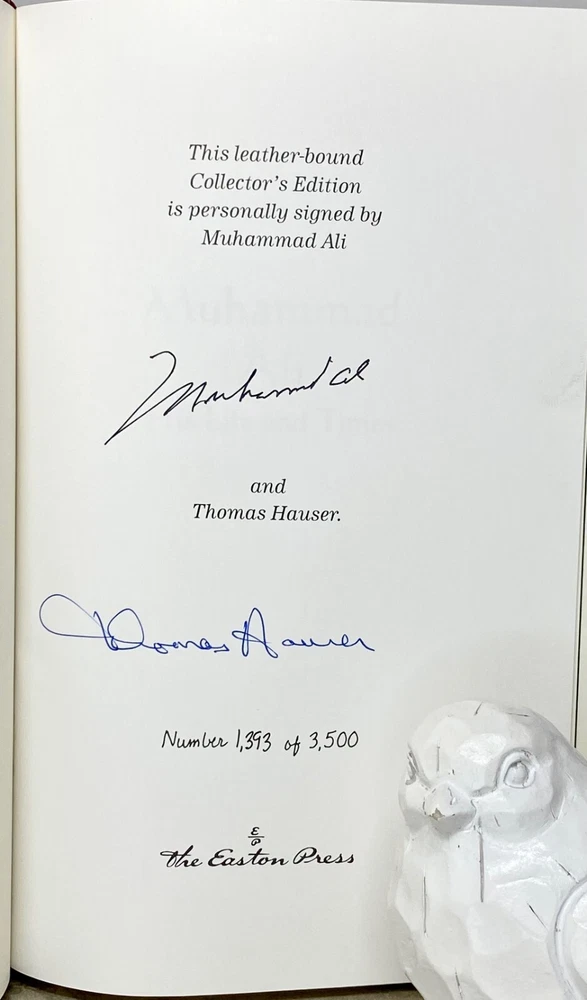 This leather-bound
Collector's Edition
is personally signed by
Muhammad Ali
Muhammad Ali
and
Thomas Hauser.
Thomas Hauser
Number 1,393 of 3,500
E/P
the Easton Press